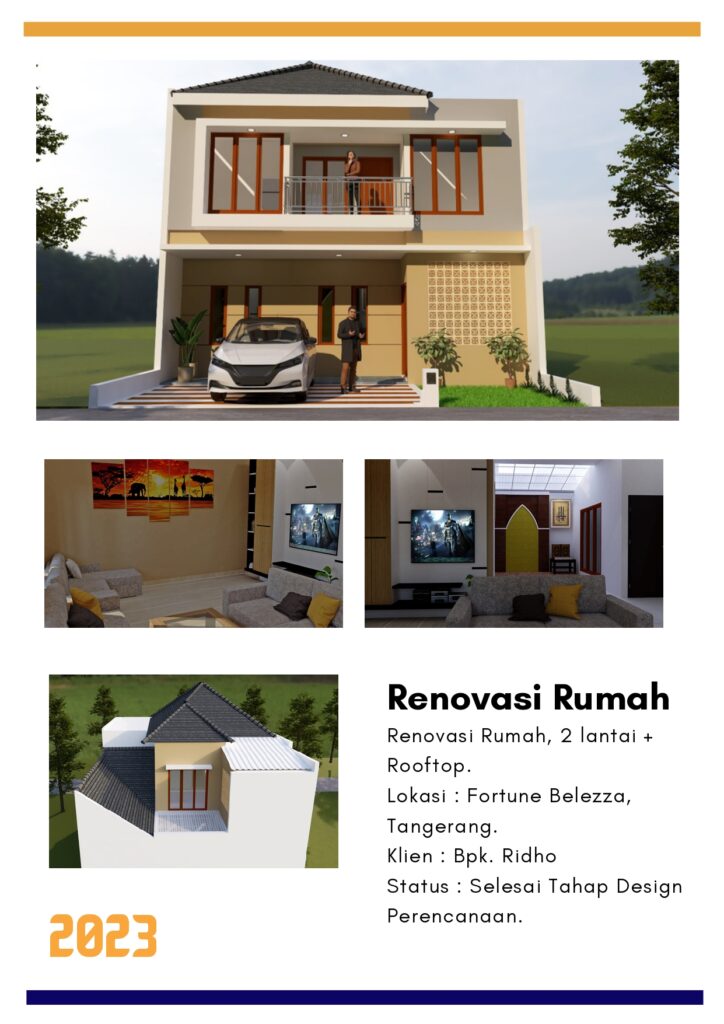 Renovasi Rumah
Renovasi Rumah, 2 lantai +
Rooftop.
Lokasi : Fortune Belezza,
Tangerang.
Klien : Bpk. Ridho
Status : Selesai Tahap Design
Perencanaan.
2023